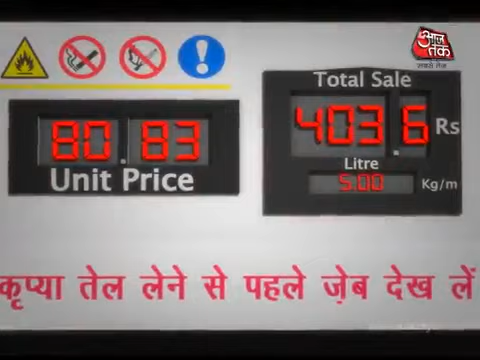 आज तक
सबसे तेज
Total Sale
80.83
403.6 Rs
Unit Price
Litre
5.00 Kg/m
कृप्या तेल लेने से पहले ज़ेब देख लें